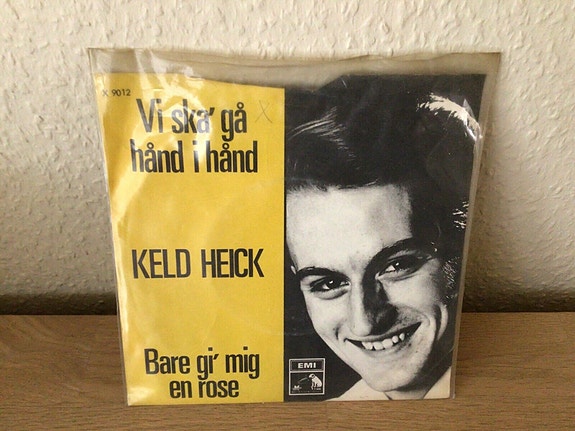 X 9012
Vi ska' gå
hånd i hånd
KELD HEICK
Bare gi' mig
en rose
EMI